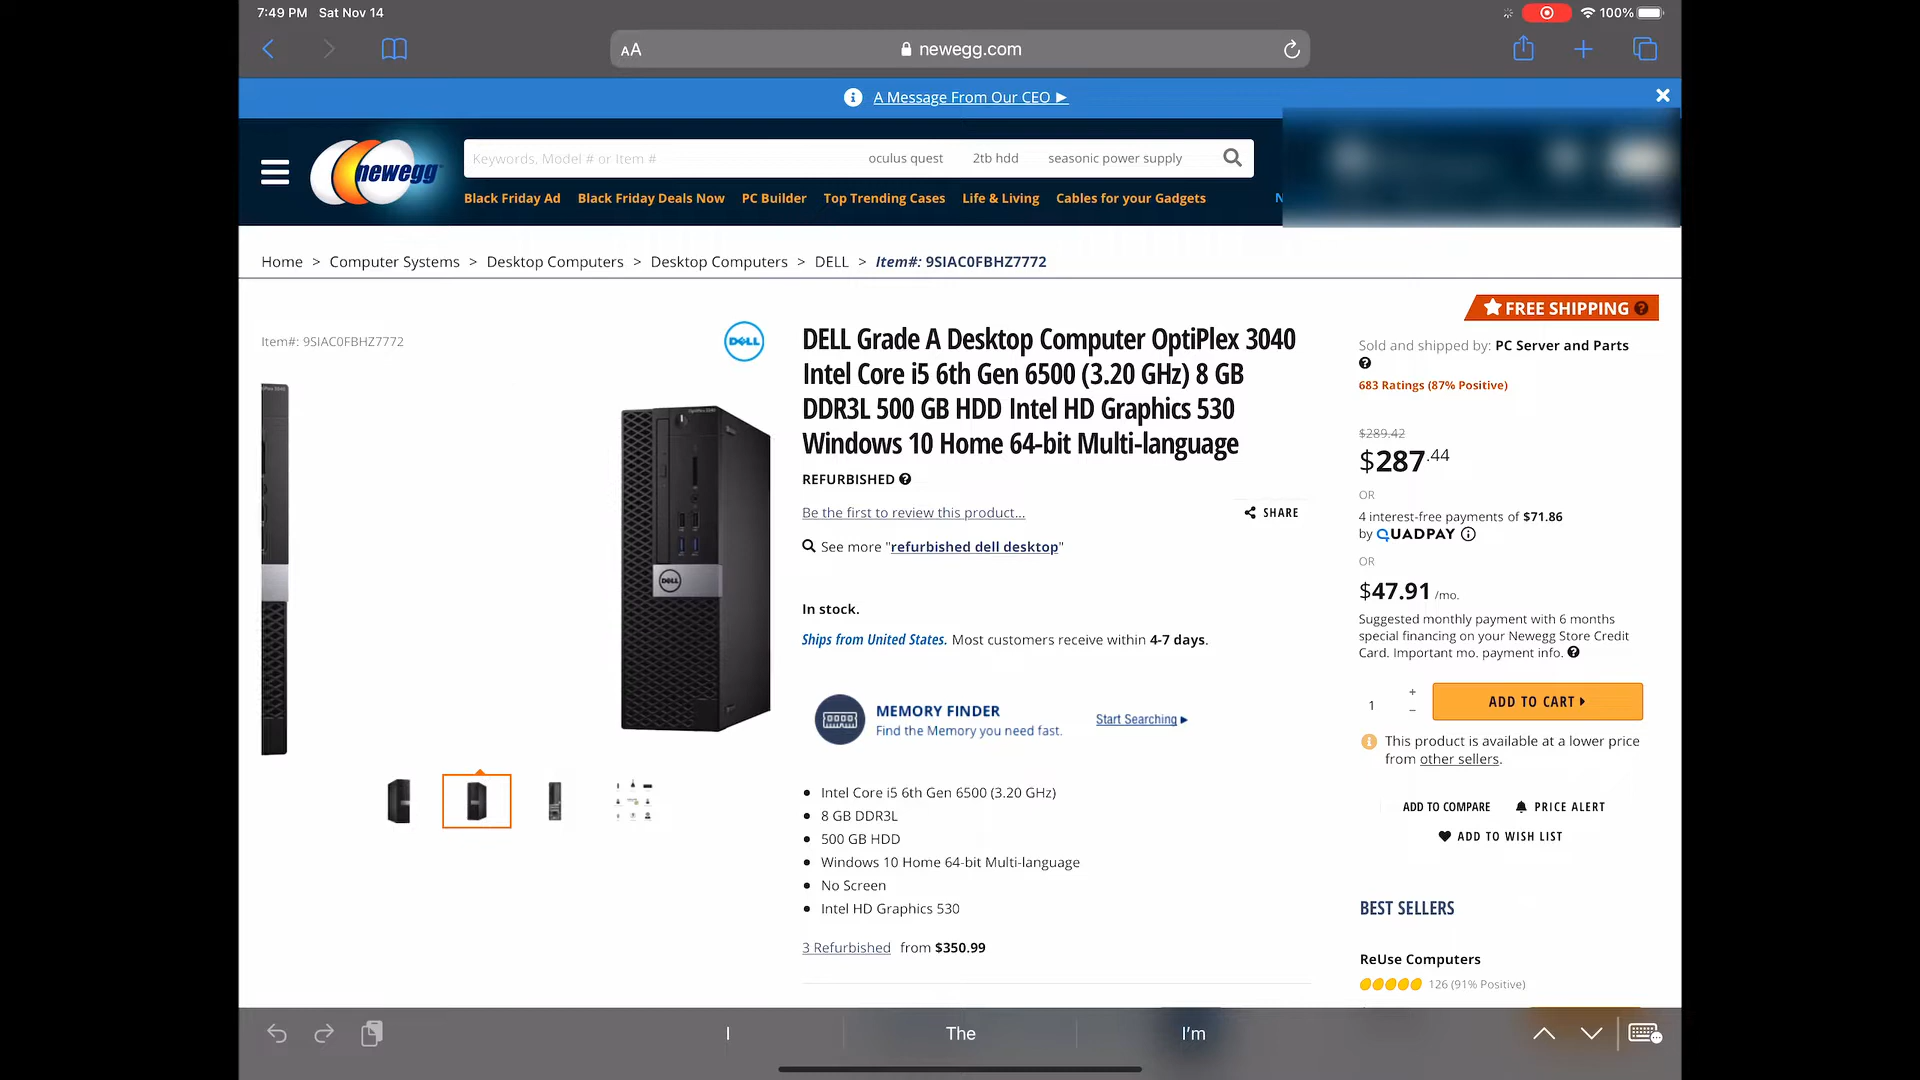 7:49 PM Sat Nov 14
100%
AA
newegg.com
A Message From Our CEO ▶
newegg
Keywords, Model # or Item #
oculus quest
2tb hdd
seasonic power supply
Black Friday Ad
Black Friday Deals Now
PC Builder
Top Trending Cases
Life & Living
Cables for your Gadgets
N
Home > Computer Systems > Desktop Computers > Desktop Computers > DELL > Item#: 9SIAC0FBHZ7772
FREE SHIPPING
Item#: 9SIAC0FBHZ7772
DELL
DELL Grade A Desktop Computer OptiPlex 3040
Intel Core i5 6th Gen 6500 (3.20 GHz) 8 GB
DDR3L 500 GB HDD Intel HD Graphics 530
Windows 10 Home 64-bit Multi-language
REFURBISHED
Be the first to review this product...
SHARE
See more "refurbished dell desktop"
In stock.
Ships from United States. Most customers receive within 4-7 days.
MEMORY FINDER
Find the Memory you need fast.
Start Searching ▶
• Intel Core i5 6th Gen 6500 (3.20 GHz)
• 8 GB DDR3L
• 500 GB HDD
• Windows 10 Home 64-bit Multi-language
• No Screen
• Intel HD Graphics 530
3 Refurbished from $350.99
Sold and shipped by: PC Server and Parts
683 Ratings (87% Positive)
$289.42
$287.44
OR
4 interest-free payments of $71.86
by QUADPAY
OR
$47.91 /mo.
Suggested monthly payment with 6 months
special financing on your Newegg Store Credit
Card. Important mo. payment info.
1
+
−
ADD TO CART
This product is available at a lower price
from other sellers.
ADD TO COMPARE
PRICE ALERT
ADD TO WISH LIST
BEST SELLERS
ReUse Computers
126 (91% Positive)
I
The
I'm